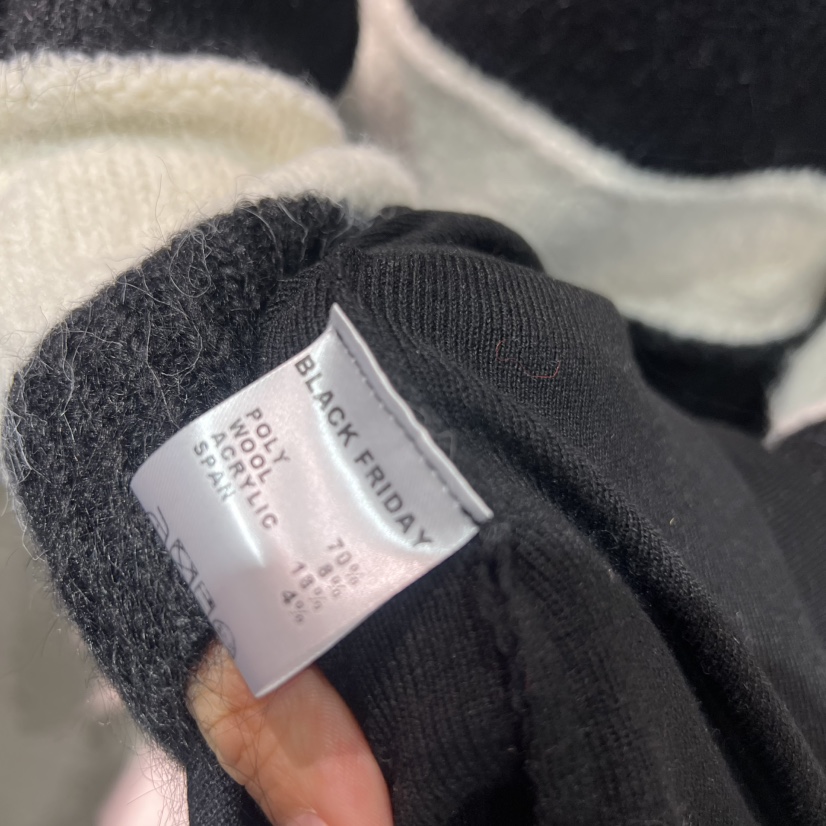 BLACK FRIDAY
POLY 70%
WOOL 8%
ACRYLIC 18%
SPAN 4%